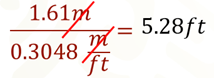 1.61m / 0.3048 m/ft = 5.28ft